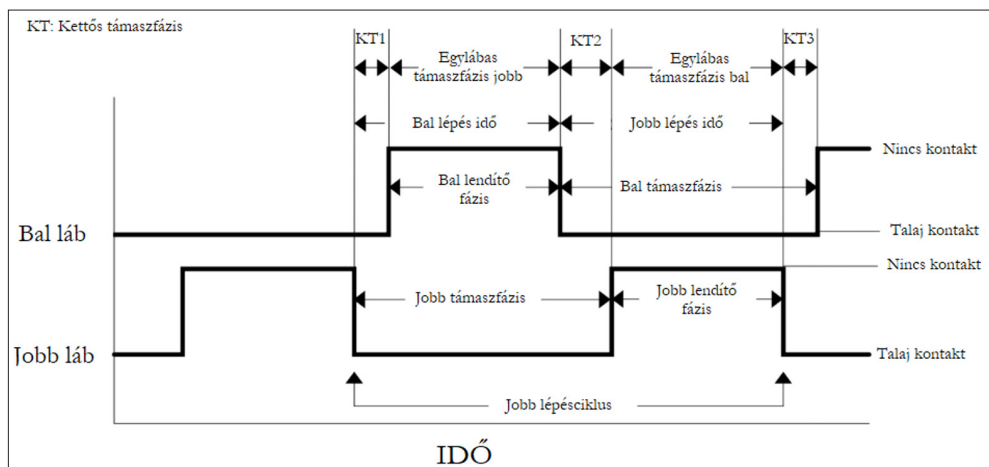 KT: Kettős támaszfázis
KT1
KT2
KT3
Egylábas
támaszfázis jobb
Egylábas
támaszfázis bal
Bal lépés idő
Jobb lépés idő
Nincs kontakt
Bal lendítő
fázis
Bal támaszfázis
Bal láb
Talaj kontakt
Nincs kontakt
Jobb támaszfázis
Jobb lendítő
fázis
Jobb láb
Talaj kontakt
Jobb lépésciklus
IDŐ